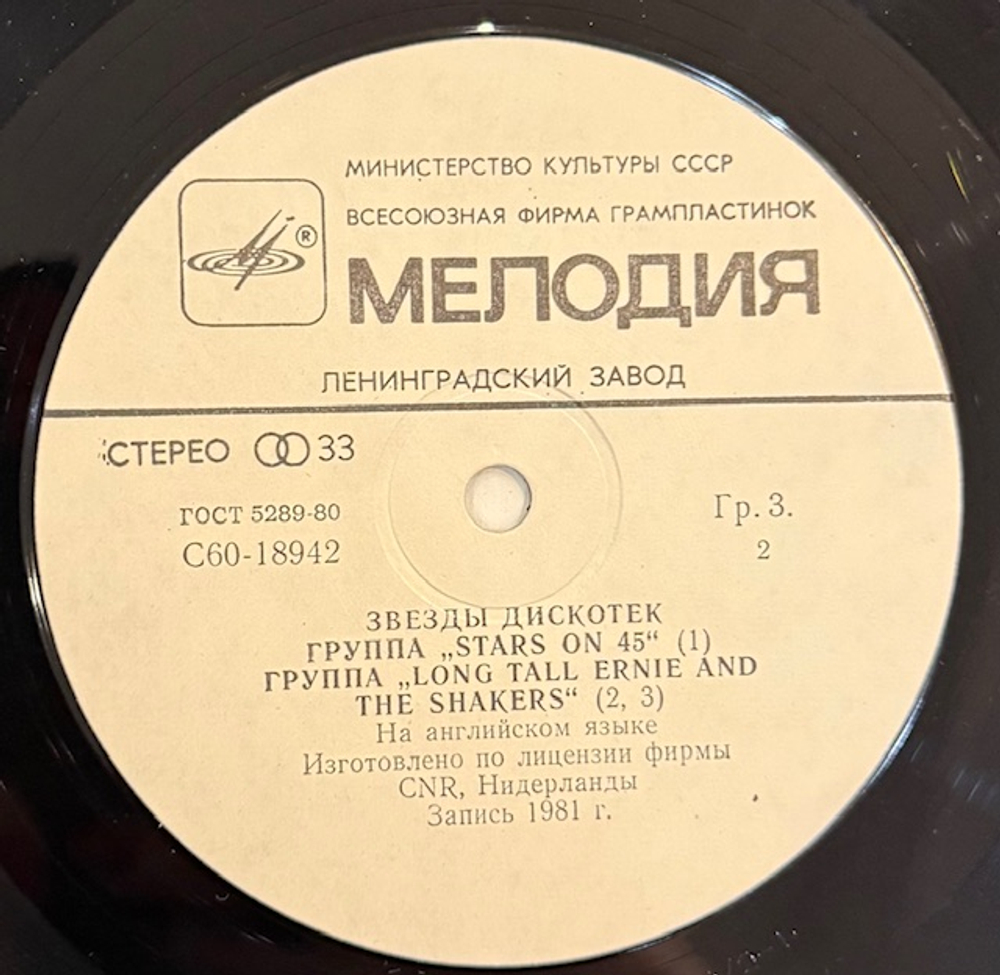 МИНИСТЕРСТВО КУЛЬТУРЫ СССР
ВСЕСОЮЗНАЯ ФИРМА ГРАМПЛАСТИНОК
®
МЕЛОДИЯ
ЛЕНИНГРАДСКИЙ ЗАВОД
СТЕРЕО 33
ГОСТ 5289-80
С60-18942
Гр. 3.
2
ЗВЕЗДЫ ДИСКОТЕК
ГРУППА „STARS ON 45“ (1)
ГРУППА „LONG TALL ERNIE AND
THE SHAKERS“ (2, 3)
На английском языке
Изготовлено по лицензии фирмы
CNR, Нидерланды
Запись 1981 г.